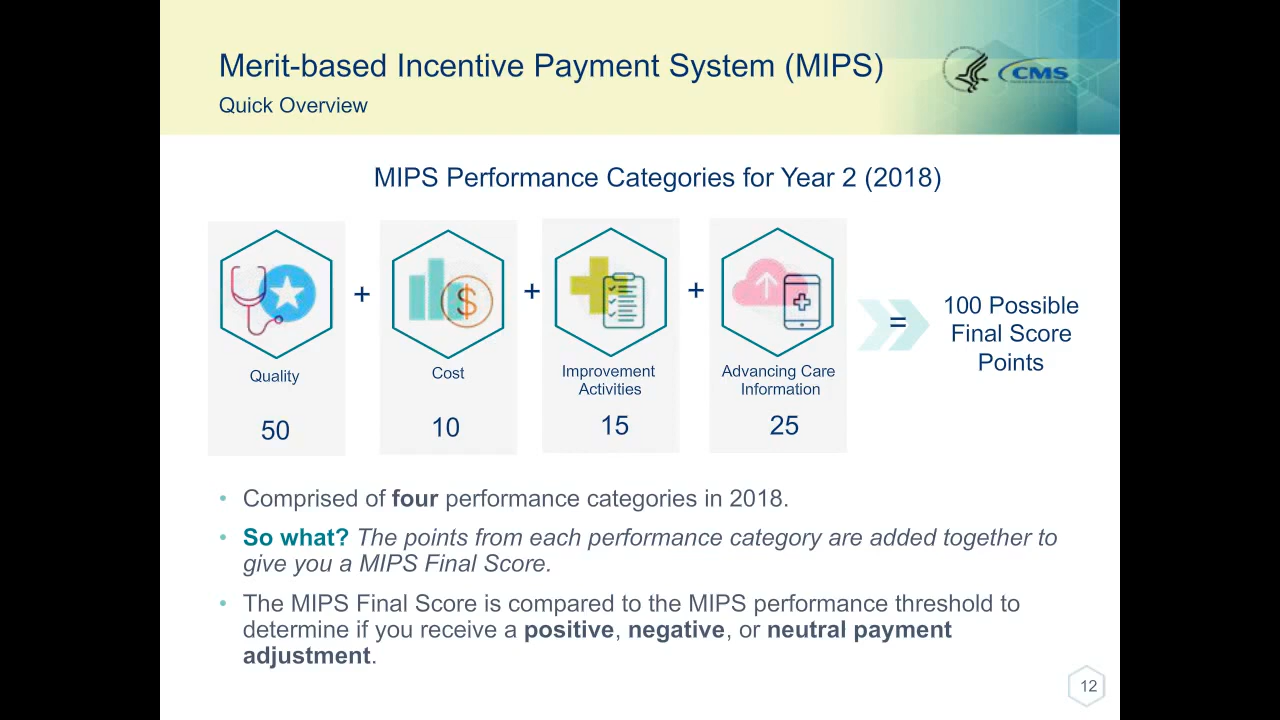 Merit-based Incentive Payment System (MIPS)
Quick Overview
CMS
MIPS Performance Categories for Year 2 (2018)
+
+
+
=
$
Quality
50
Cost
10
Improvement
Activities
15
Advancing Care
Information
25
100 Possible
Final Score
Points
• Comprised of four performance categories in 2018.
• So what? The points from each performance category are added together to
give you a MIPS Final Score.
• The MIPS Final Score is compared to the MIPS performance threshold to
determine if you receive a positive, negative, or neutral payment
adjustment.
12